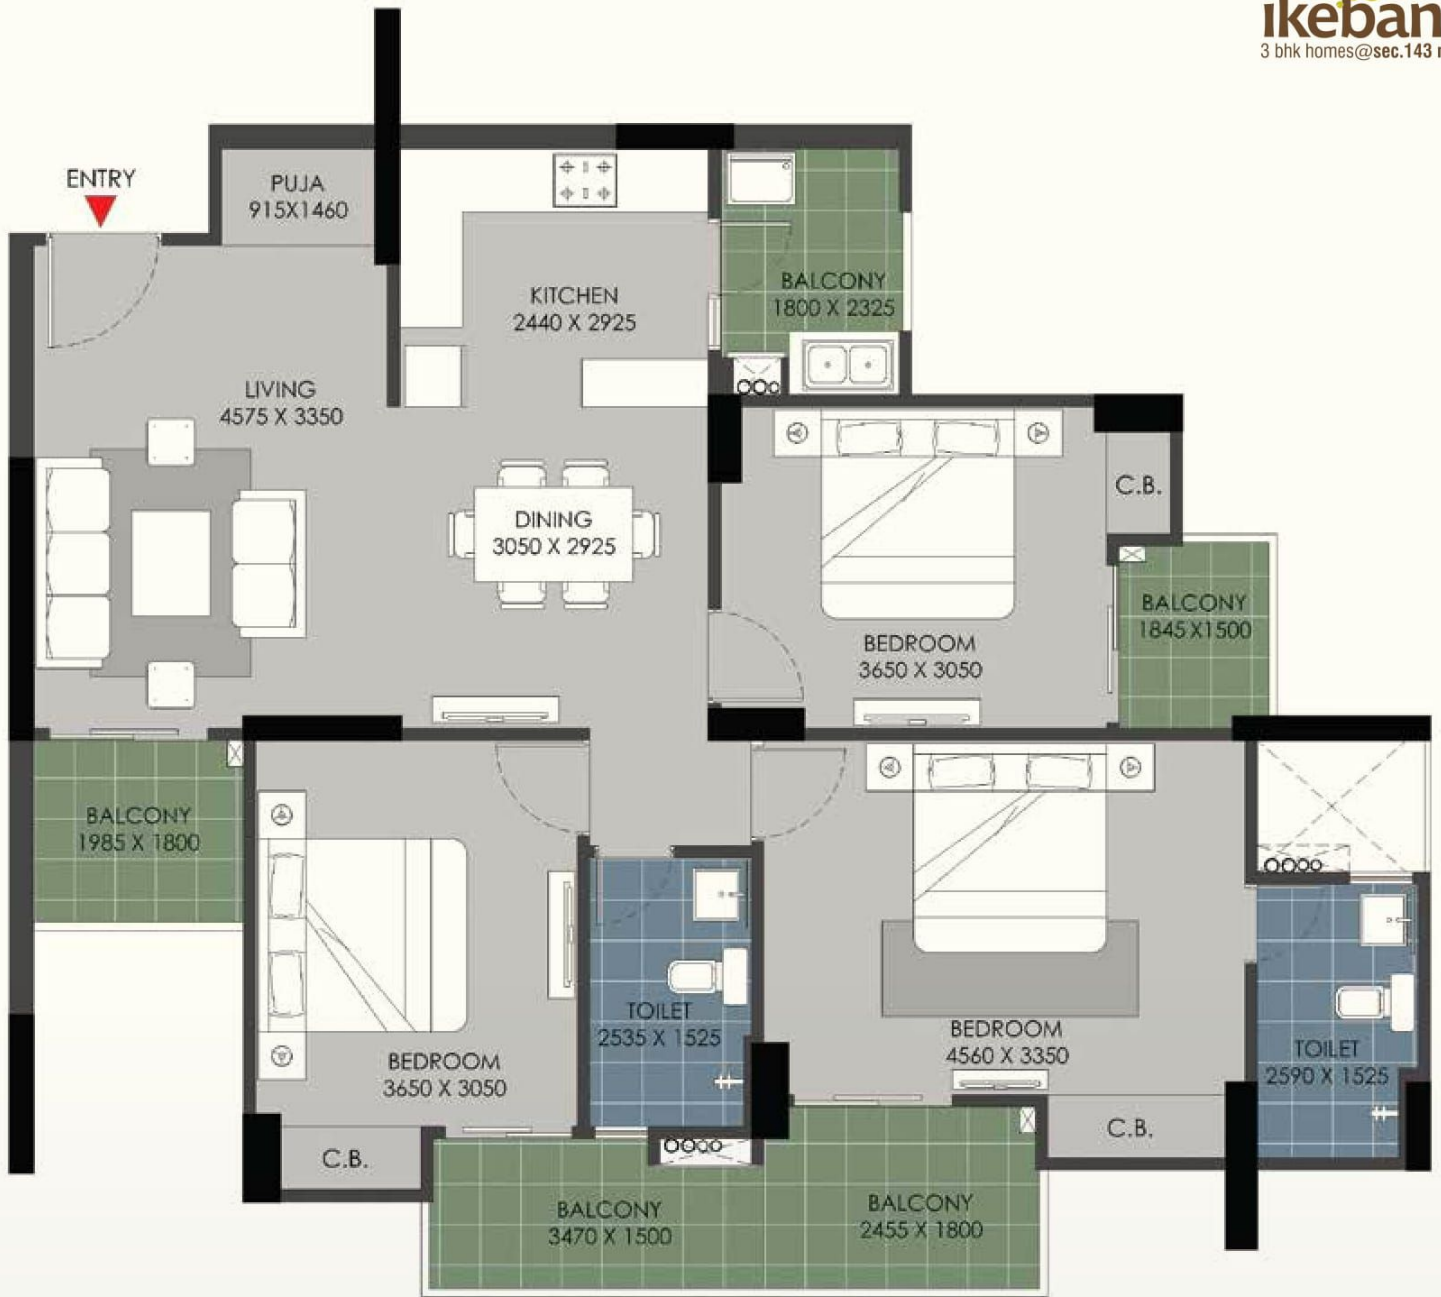 ikeban
3 bhk homes@sec.143 n
ENTRY
PUJA
915X1460
KITCHEN
2440 X 2925
BALCONY
1800 X 2325
LIVING
4575 X 3350
C.B.
DINING
3050 X 2925
BALCONY
1845 X1500
BEDROOM
3650 X 3050
BALCONY
1985 X 1800
TOILET
2535 X 1525
BEDROOM
4560 X 3350
TOILET
2590 X 1525
BEDROOM
3650 X 3050
C.B.
C.B.
BALCONY
3470 X 1500
BALCONY
2455 X 1800